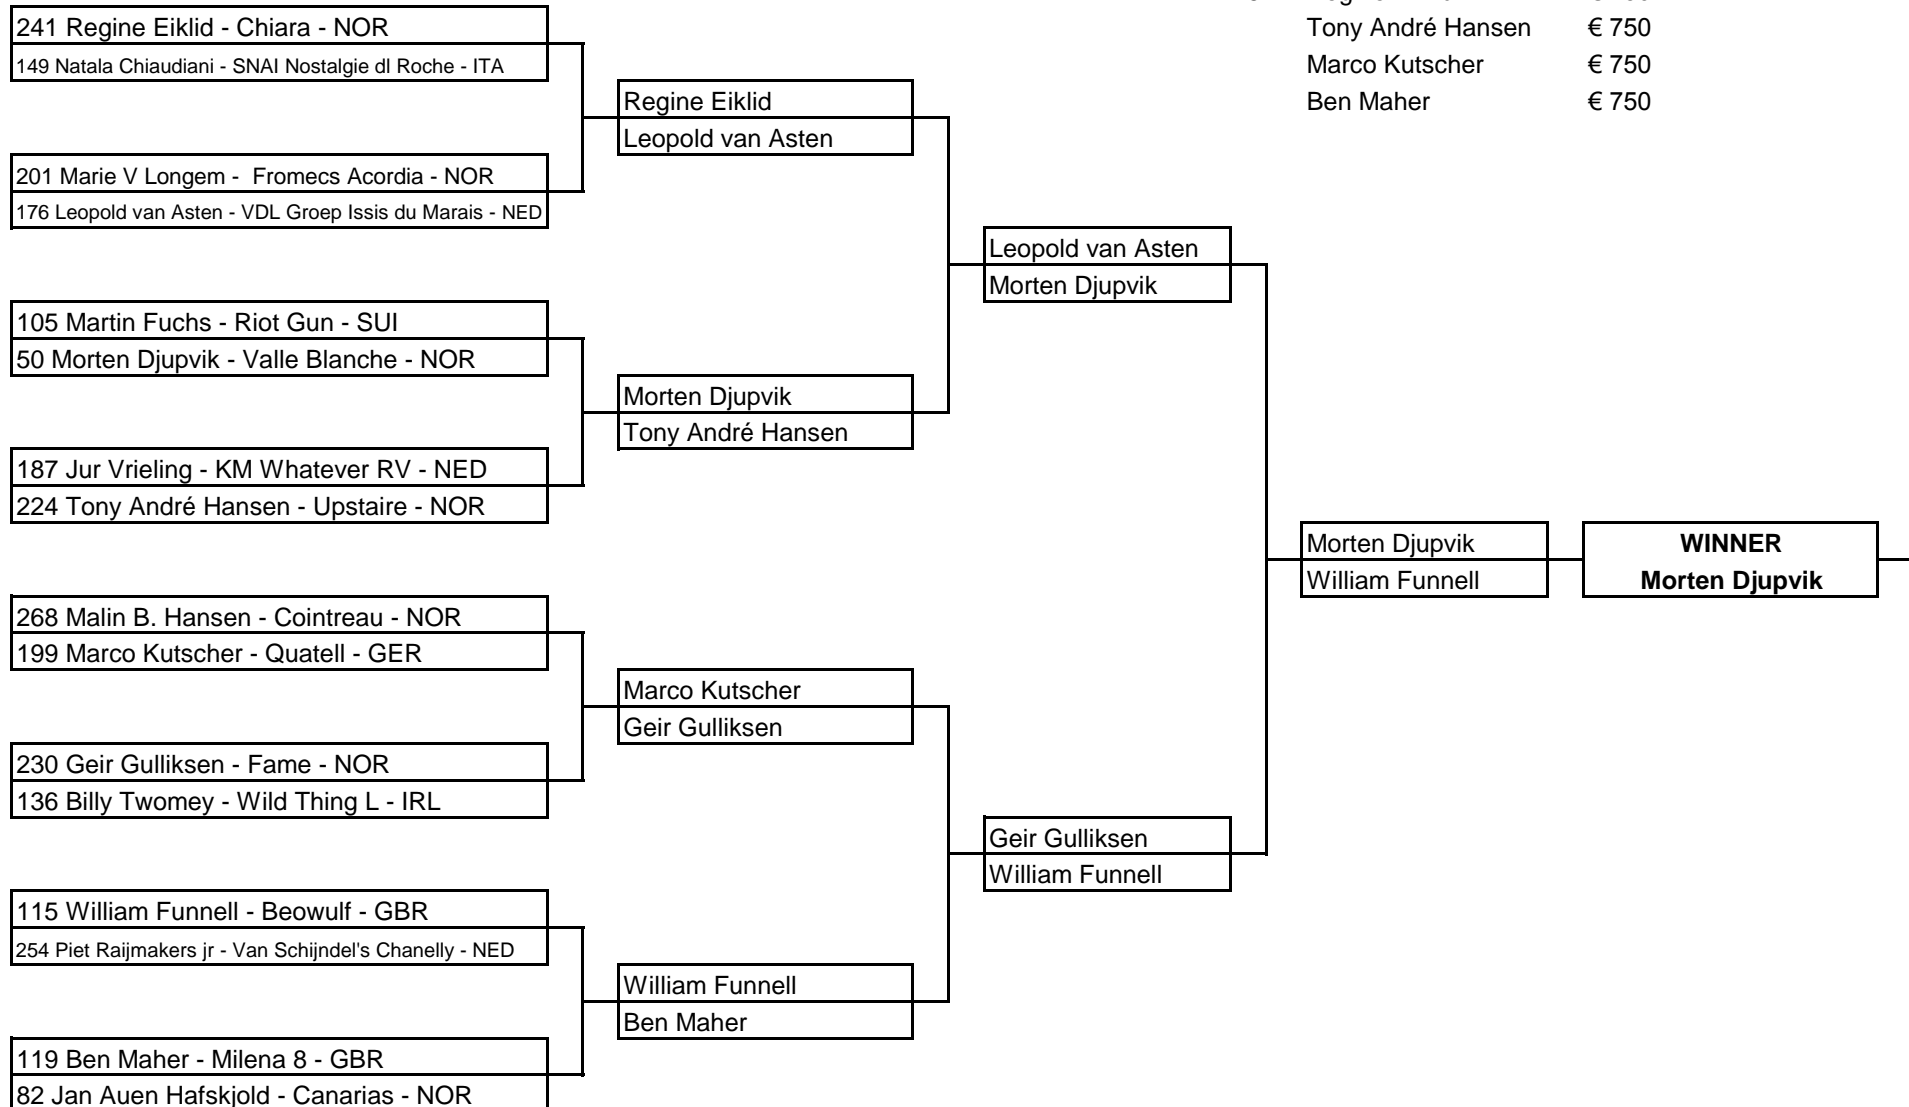 Tony André Hansen € 750
Marco Kutscher € 750
Ben Maher € 750
241 Regine Eiklid - Chiara - NOR
149 Natala Chiaudiani - SNAI Nostalgie dl Roche - ITA
Regine Eiklid
Leopold van Asten
201 Marie V Longem -  Fromecs Acordia - NOR
176 Leopold van Asten - VDL Groep Issis du Marais - NED
Leopold van Asten
Morten Djupvik
105 Martin Fuchs - Riot Gun - SUI
50 Morten Djupvik - Valle Blanche - NOR
Morten Djupvik
Tony André Hansen
187 Jur Vrieling - KM Whatever RV - NED
224 Tony André Hansen - Upstaire - NOR
Morten Djupvik
William Funnell
WINNER
Morten Djupvik
268 Malin B. Hansen - Cointreau - NOR
199 Marco Kutscher - Quatell - GER
Marco Kutscher
Geir Gulliksen
230 Geir Gulliksen - Fame - NOR
136 Billy Twomey - Wild Thing L - IRL
Geir Gulliksen
William Funnell
115 William Funnell - Beowulf - GBR
254 Piet Raijmakers jr - Van Schijndel's Chanelly - NED
William Funnell
Ben Maher
119 Ben Maher - Milena 8 - GBR
82 Jan Auen Hafskjold - Canarias - NOR